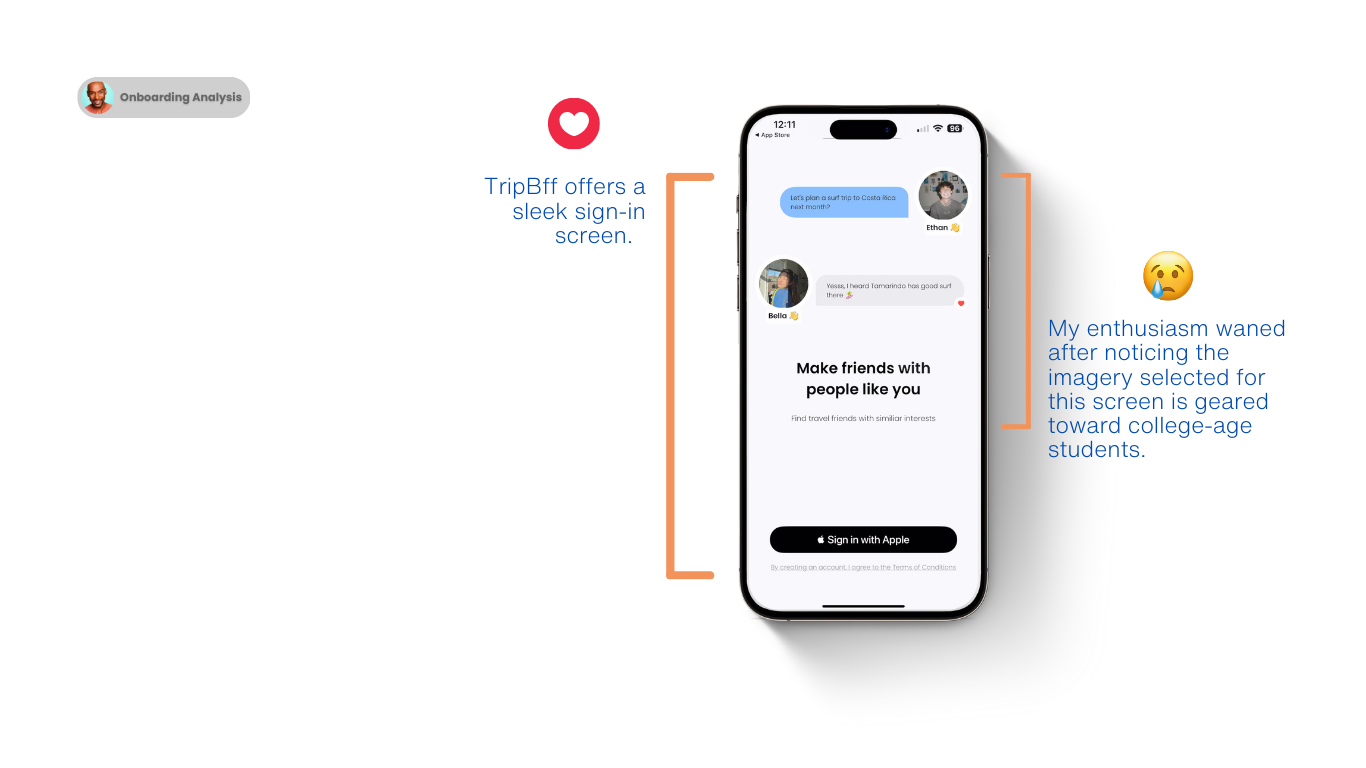 Onboarding Analysis
TripBff offers a
sleek sign-in
screen.
12:11
App Store
96
Let's plan a surf trip to Costa Rica
next month?
Ethan 👋
Yesss, I heard Tamarindo has good surf
there 🏄
Bella 👋
Make friends with
people like you
Find travel friends with similiar interests
Sign in with Apple
By creating an account, I agree to the Terms of Conditions
My enthusiasm waned
after noticing the
imagery selected for
this screen is geared
toward college-age
students.